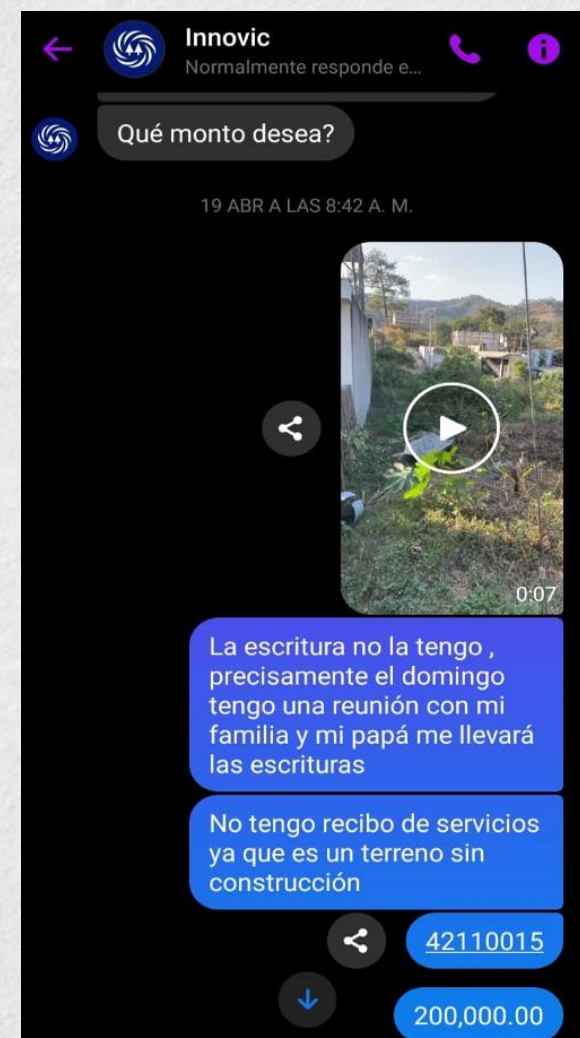 Innovic
Normalmente responde e...
Qué monto desea?
19 ABR A LAS 8:42 A. M.
0:07
La escritura no la tengo ,
precisamente el domingo
tengo una reunión con mi
familia y mi papá me llevará
las escrituras
No tengo recibo de servicios
ya que es un terreno sin
construcción
42110015
200,000.00